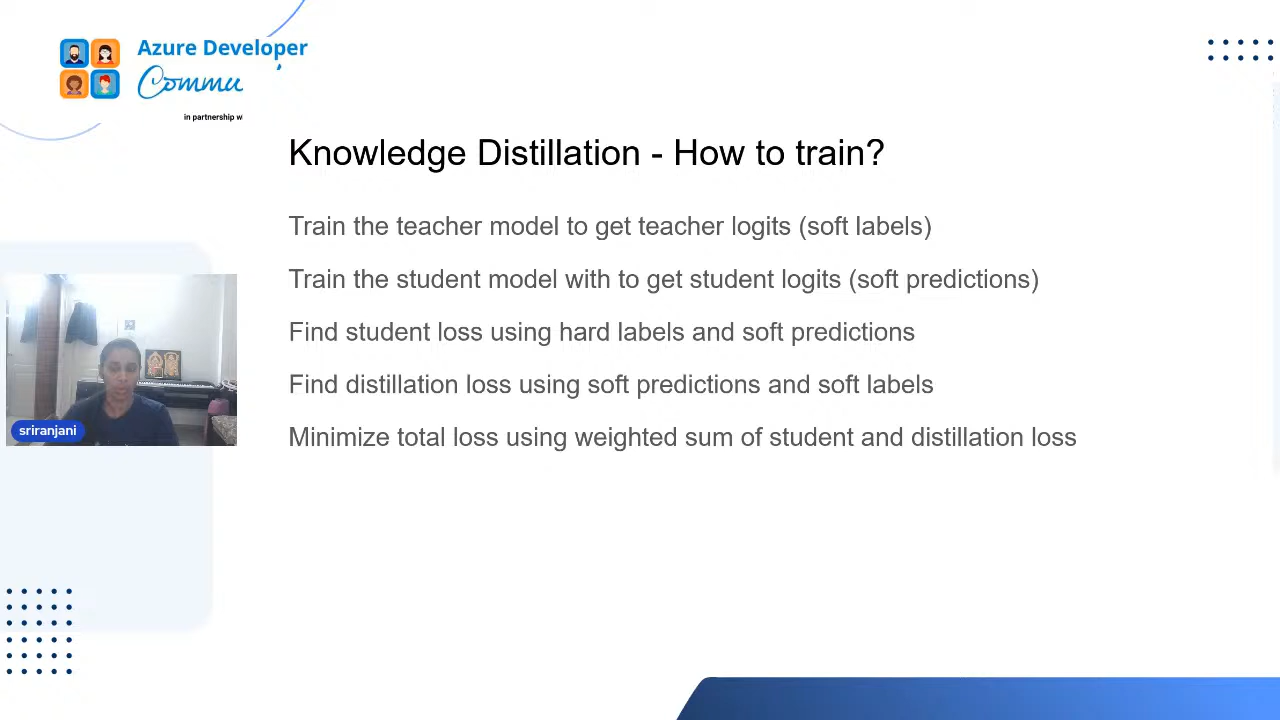 Azure Developer
Commu
in partnership w
Knowledge Distillation - How to train?
Train the teacher model to get teacher logits (soft labels)
Train the student model with to get student logits (soft predictions)
Find student loss using hard labels and soft predictions
Find distillation loss using soft predictions and soft labels
Minimize total loss using weighted sum of student and distillation loss
sriranjani